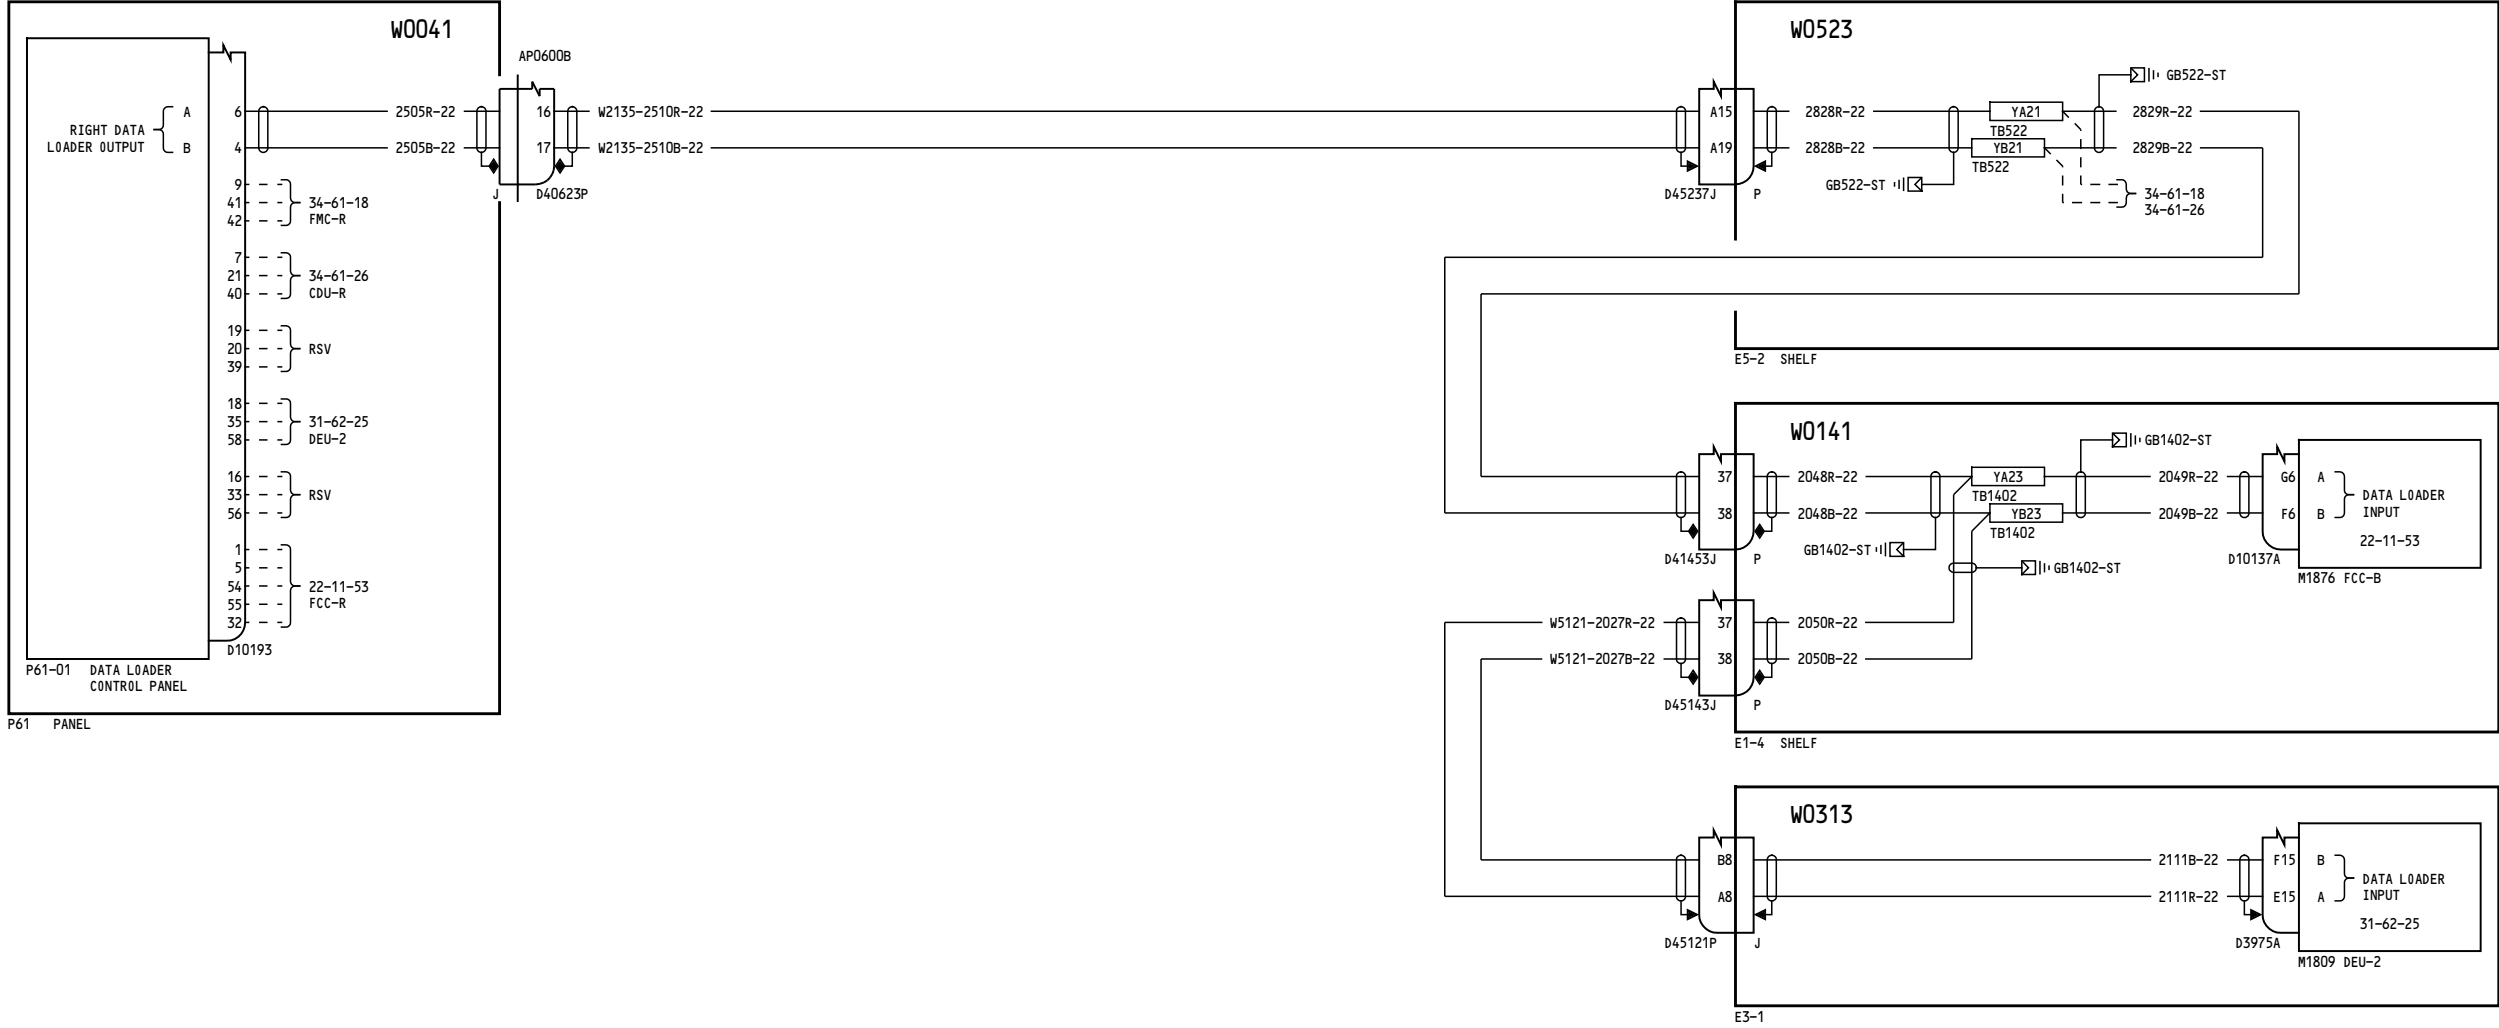 W0041
AP0600B
RIGHT DATA
LOADER OUTPUT
A
B
6
4
2505R-22
2505B-22
16
17
J
D40623P
W2135-2510R-22
W2135-2510B-22
9
41
42
34-61-18
FMC-R
7
21
40
34-61-26
CDU-R
19
20
39
RSV
18
35
58
31-62-25
DEU-2
16
33
56
RSV
1
5
54
55
32
22-11-53
FCC-R
D10193
P61-01 DATA LOADER
CONTROL PANEL
P61 PANEL
W0523
A15
A19
D45237J
P
2828R-22
2828B-22
GB522-ST
YA21
TB522
YB21
TB522
GB522-ST
2829R-22
2829B-22
34-61-18
34-61-26
E5-2 SHELF
W0141
37
38
D41453J
P
2048R-22
2048B-22
GB1402-ST
YA23
TB1402
YB23
TB1402
GB1402-ST
GB1402-ST
2049R-22
2049B-22
G6
F6
D10137A
A
B
DATA LOADER
INPUT
22-11-53
M1876 FCC-B
W5121-2027R-22
W5121-2027B-22
37
38
D45143J
P
2050R-22
2050B-22
E1-4 SHELF
W0313
B8
A8
D45121P
J
2111B-22
2111R-22
F15
E15
D3975A
B
A
DATA LOADER
INPUT
31-62-25
M1809 DEU-2
E3-1